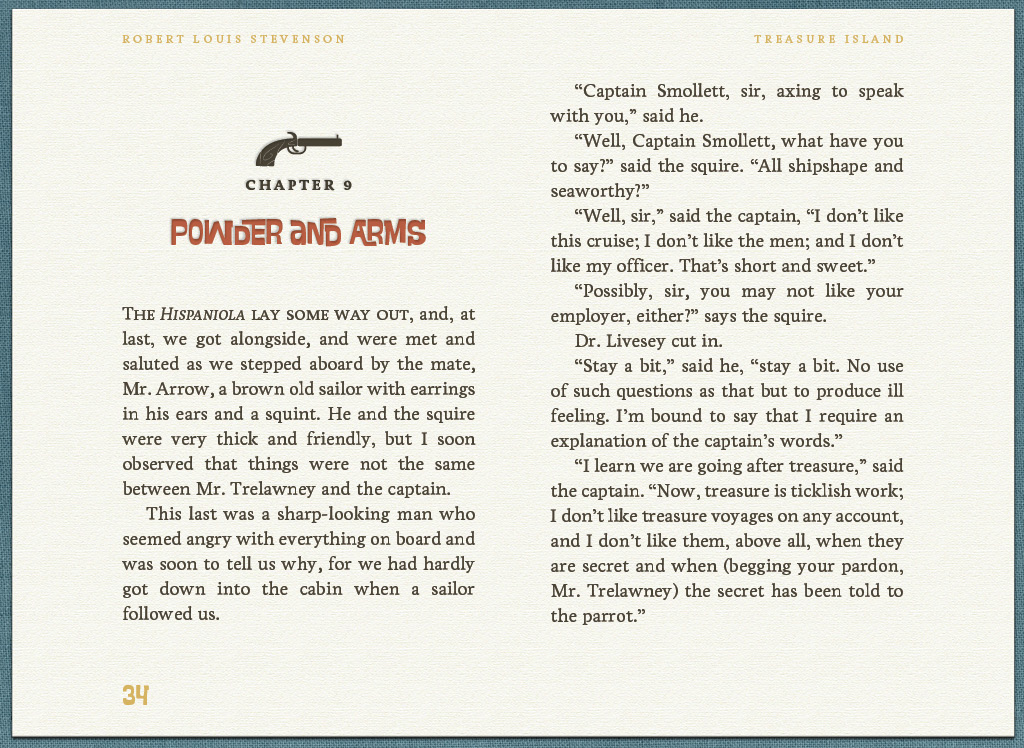 ROBERT LOUIS STEVENSON
TREASURE ISLAND
CHAPTER 9
POWDER AND ARMS
THE HISPANIOLA LAY SOME WAY OUT, and, at
last, we got alongside, and were met and
saluted as we stepped aboard by the mate,
Mr. Arrow, a brown old sailor with earrings
in his ears and a squint. He and the squire
were very thick and friendly, but I soon
observed that things were not the same
between Mr. Trelawney and the captain.
This last was a sharp-looking man who
seemed angry with everything on board and
was soon to tell us why, for we had hardly
got down into the cabin when a sailor
followed us.
34
“Captain Smollett, sir, axing to speak
with you,” said he.
“Well, Captain Smollett, what have you
to say?” said the squire. “All shipshape and
seaworthy?”
“Well, sir,” said the captain, “I don’t like
this cruise; I don’t like the men; and I don’t
like my officer. That’s short and sweet.”
“Possibly, sir, you may not like your
employer, either?” says the squire.
Dr. Livesey cut in.
“Stay a bit,” said he, “stay a bit. No use
of such questions as that but to produce ill
feeling. I’m bound to say that I require an
explanation of the captain’s words.”
“I learn we are going after treasure,” said
the captain. “Now, treasure is ticklish work;
I don’t like treasure voyages on any account,
and I don’t like them, above all, when they
are secret and when (begging your pardon,
Mr. Trelawney) the secret has been told to
the parrot.”